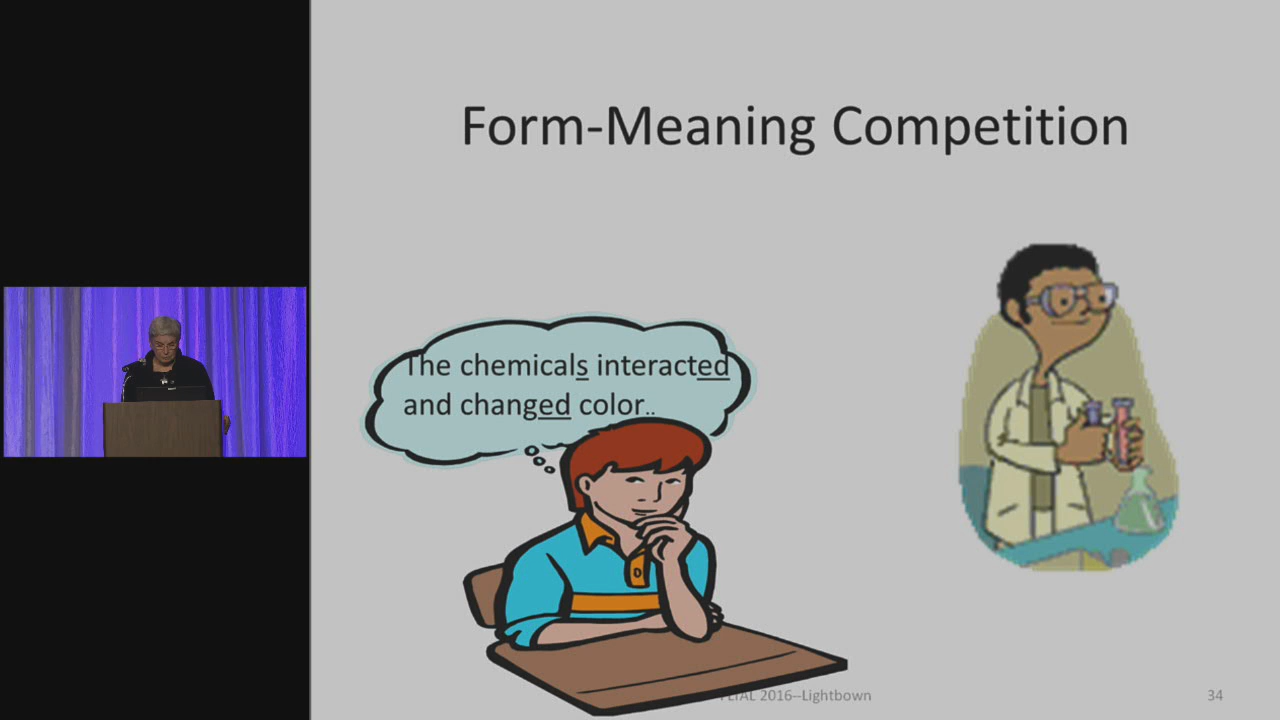 Form-Meaning Competition
The chemicals interacted
and changed color..
2016--Lightbown
34